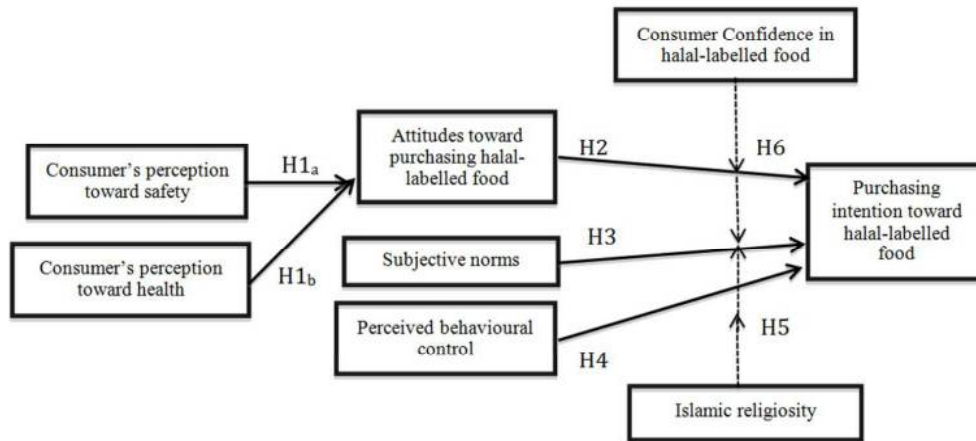 Consumer Confidence in
halal-labelled food
Attitudes toward
purchasing halal-
labelled food
H2
H6
Consumer's perception
toward safety
H1a
Purchasing
intention toward
halal-labelled
food
Consumer's perception
toward health
H1b
Subjective norms
H3
Perceived behavioural
control
H4
H5
Islamic religiosity